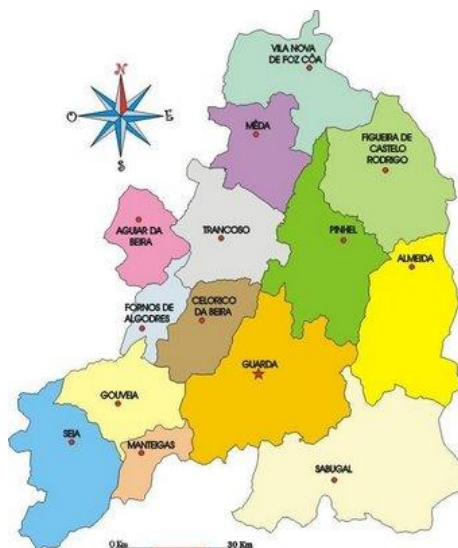 VILA NOVA
DE FOZ CÔA
N
O
E
S
MÊDA
FIGUEIRA DE
CASTELO
RODRIGO
AGUIAR DA
BEIRA
TRANCOSO
PINHEL
ALMEIDA
FORNOS DE
ALGODRES
CELORICO
DA BEIRA
GUARDA
GOUVEIA
SEIA
MANTEIGAS
SABUGAL
0 Km
30 Km